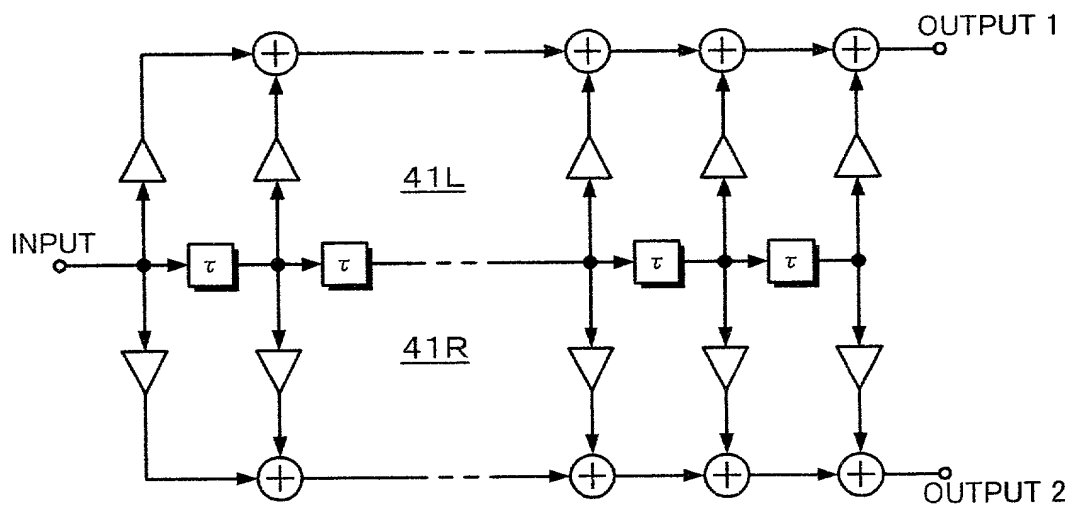 OUTPUT 1
41L
INPUT
τ
τ
τ
τ
41R
OUTPUT 2